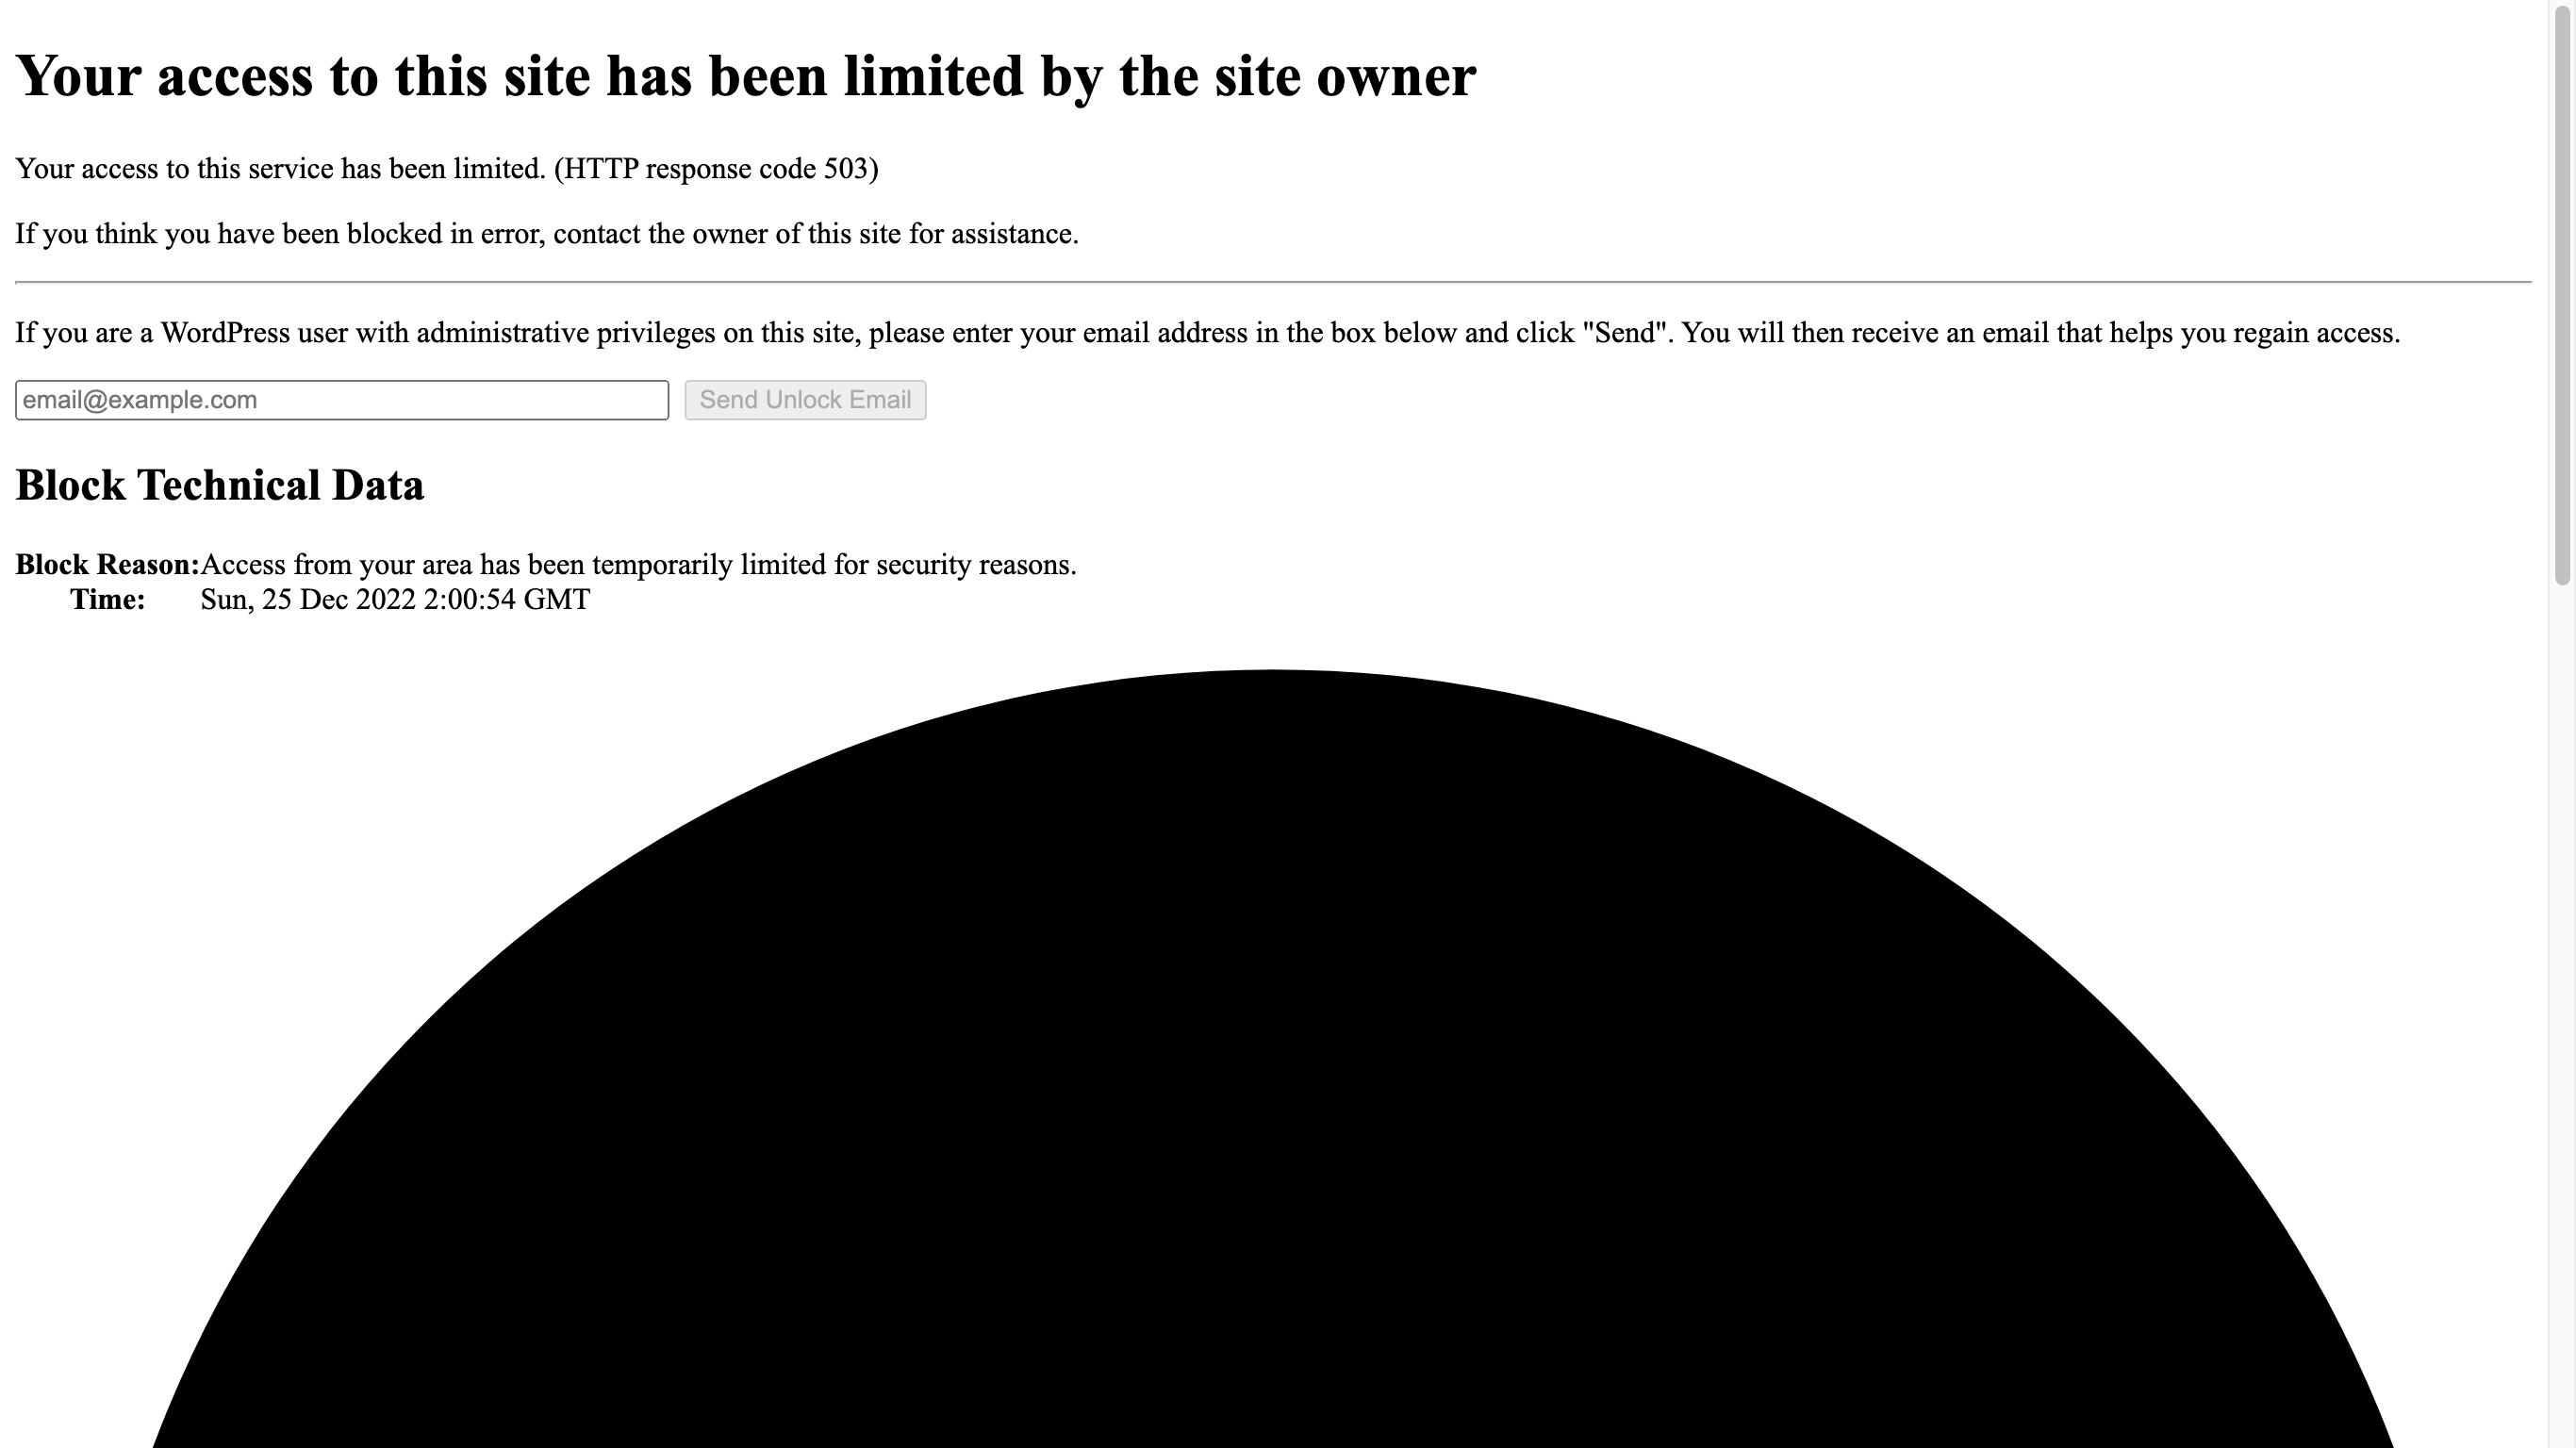 Your access to this site has been limited by the site owner
Your access to this service has been limited. (HTTP response code 503)
If you think you have been blocked in error, contact the owner of this site for assistance.
If you are a WordPress user with administrative privileges on this site, please enter your email address in the box below and click "Send". You will then receive an email that helps you regain access.
email@example.com Send Unlock Email
Block Technical Data
Block Reason: Access from your area has been temporarily limited for security reasons.
Time: Sun, 25 Dec 2022 2:00:54 GMT